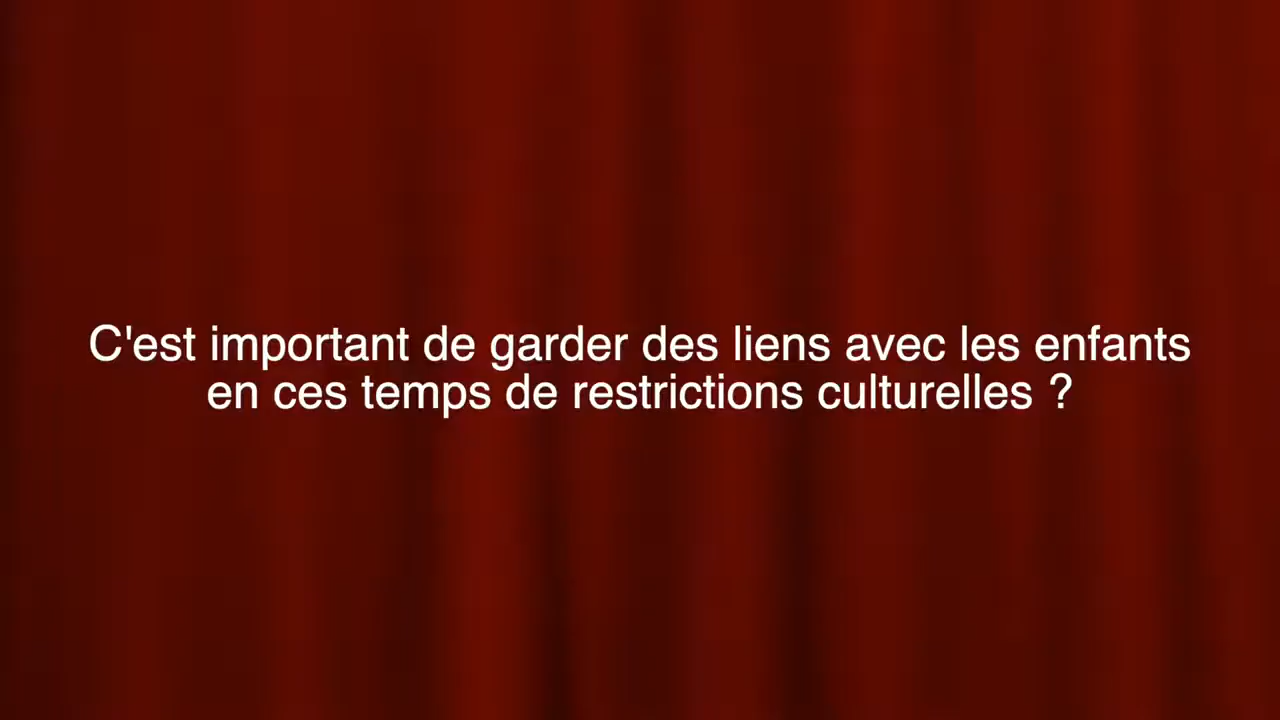 C'est important de garder des liens avec les enfants
en ces temps de restrictions culturelles ?